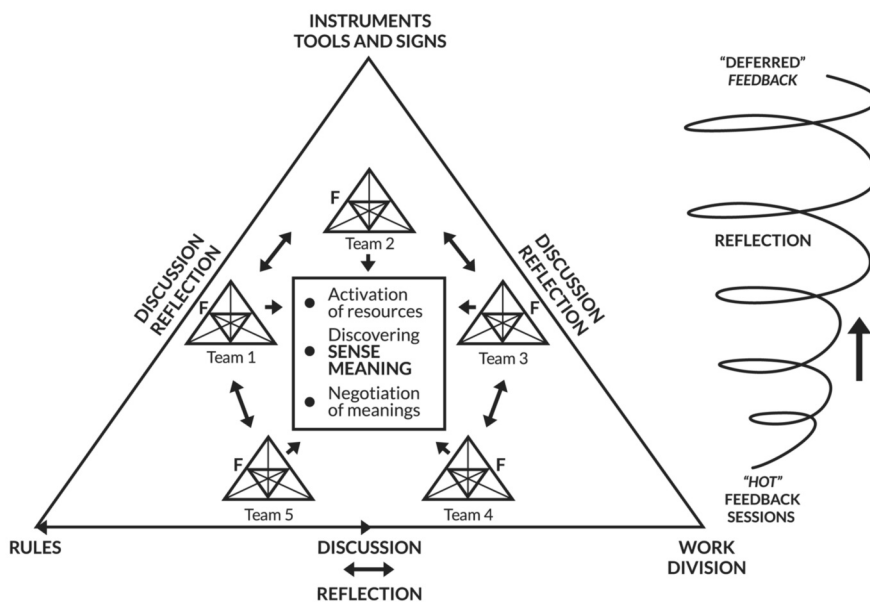 INSTRUMENTS
TOOLS AND SIGNS
"DEFERRED"
FEEDBACK
F
Team 2
DISCUSSION
REFLECTION
DISCUSSION
REFLECTION
REFLECTION
F
Team 1
Activation
of resources
Discovering
SENSE
MEANING
Negotiation
of meanings
F
Team 3
F
Team 5
F
Team 4
"HOT"
FEEDBACK
SESSIONS
RULES
DISCUSSION
REFLECTION
WORK
DIVISION